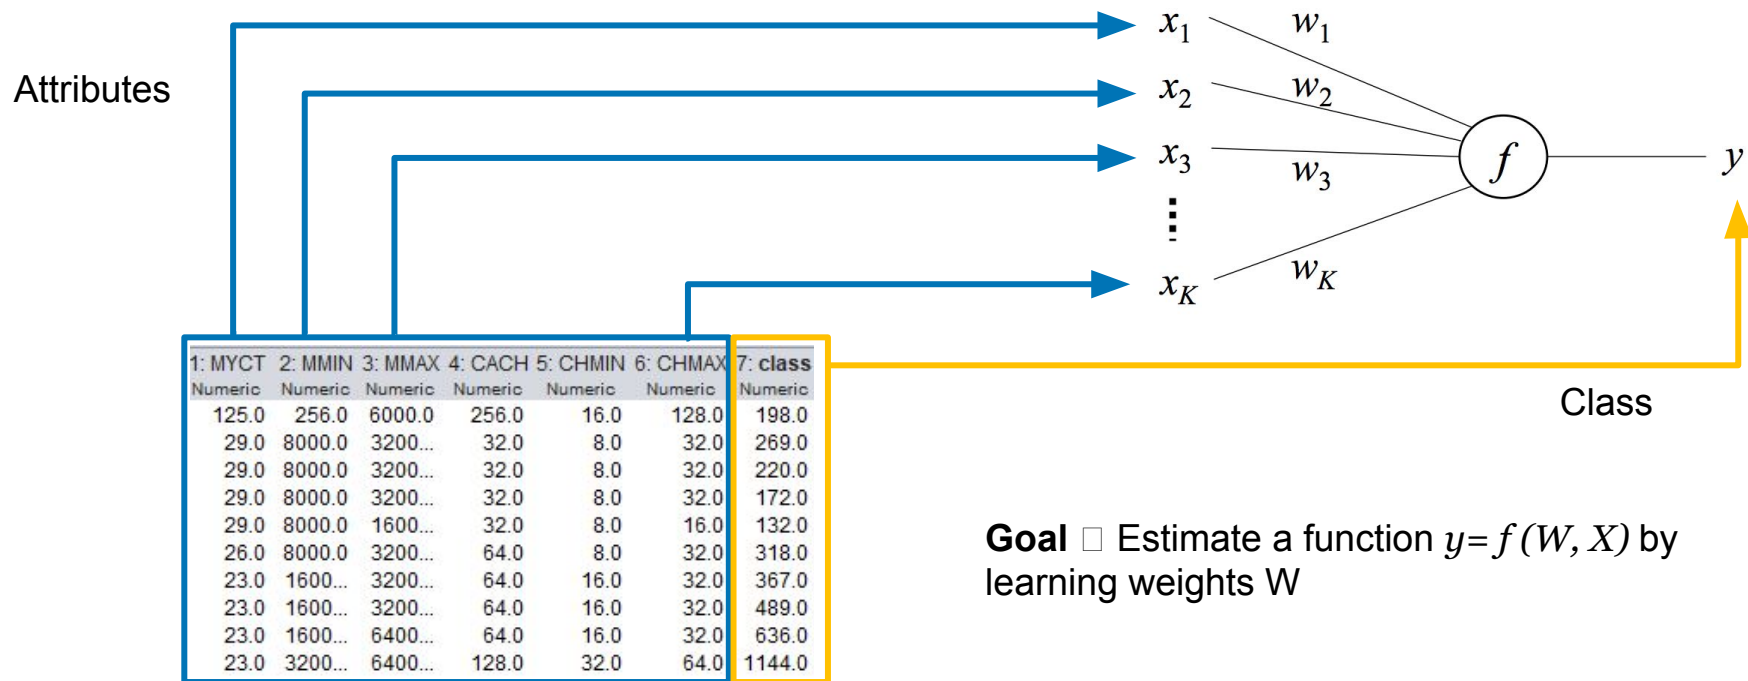 Attributes
x1 w1
x2 w2
x3 w3
f
y
xK wK
1: MYCT 2: MMIN 3: MMAX 4: CACH 5: CHMIN 6: CHMAX 7: class
Numeric Numeric Numeric Numeric Numeric Numeric Numeric
125.0 256.0 6000.0 256.0 16.0 128.0 198.0
29.0 8000.0 3200... 32.0 8.0 32.0 269.0
29.0 8000.0 3200... 32.0 8.0 32.0 220.0
29.0 8000.0 3200... 32.0 8.0 32.0 172.0
29.0 8000.0 1600... 32.0 8.0 16.0 132.0
26.0 8000.0 3200... 64.0 8.0 32.0 318.0
23.0 1600... 3200... 64.0 16.0 32.0 367.0
23.0 1600... 3200... 64.0 16.0 32.0 489.0
23.0 1600... 6400... 64.0 16.0 32.0 636.0
23.0 3200... 6400... 128.0 32.0 64.0 1144.0
Class
Goal □ Estimate a function y=f(W, X) by
learning weights W